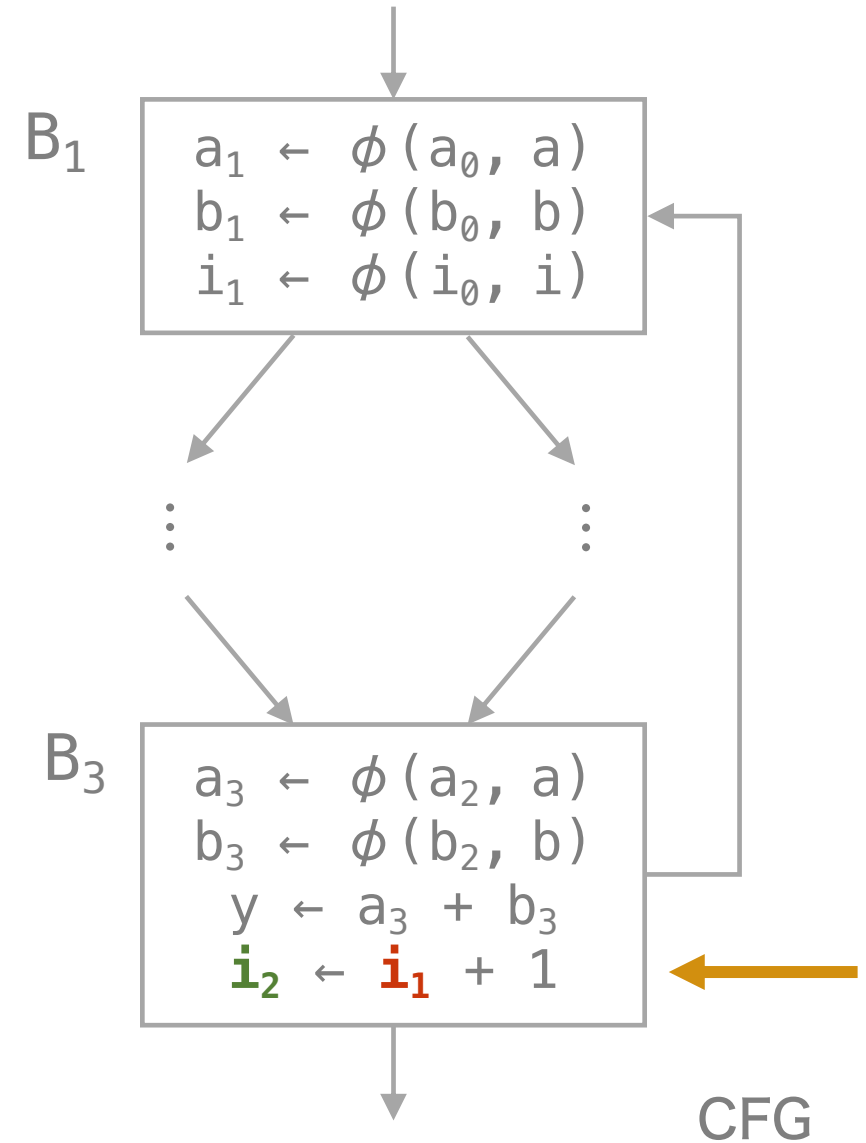 B₁
a₁ ← ϕ(a₀, a)
b₁ ← ϕ(b₀, b)
i₁ ← ϕ(i₀, i)
⋮ ⋮
B₃
a₃ ← ϕ(a₂, a)
b₃ ← ϕ(b₂, b)
y ← a₃ + b₃
i₂ ← i₁ + 1
CFG